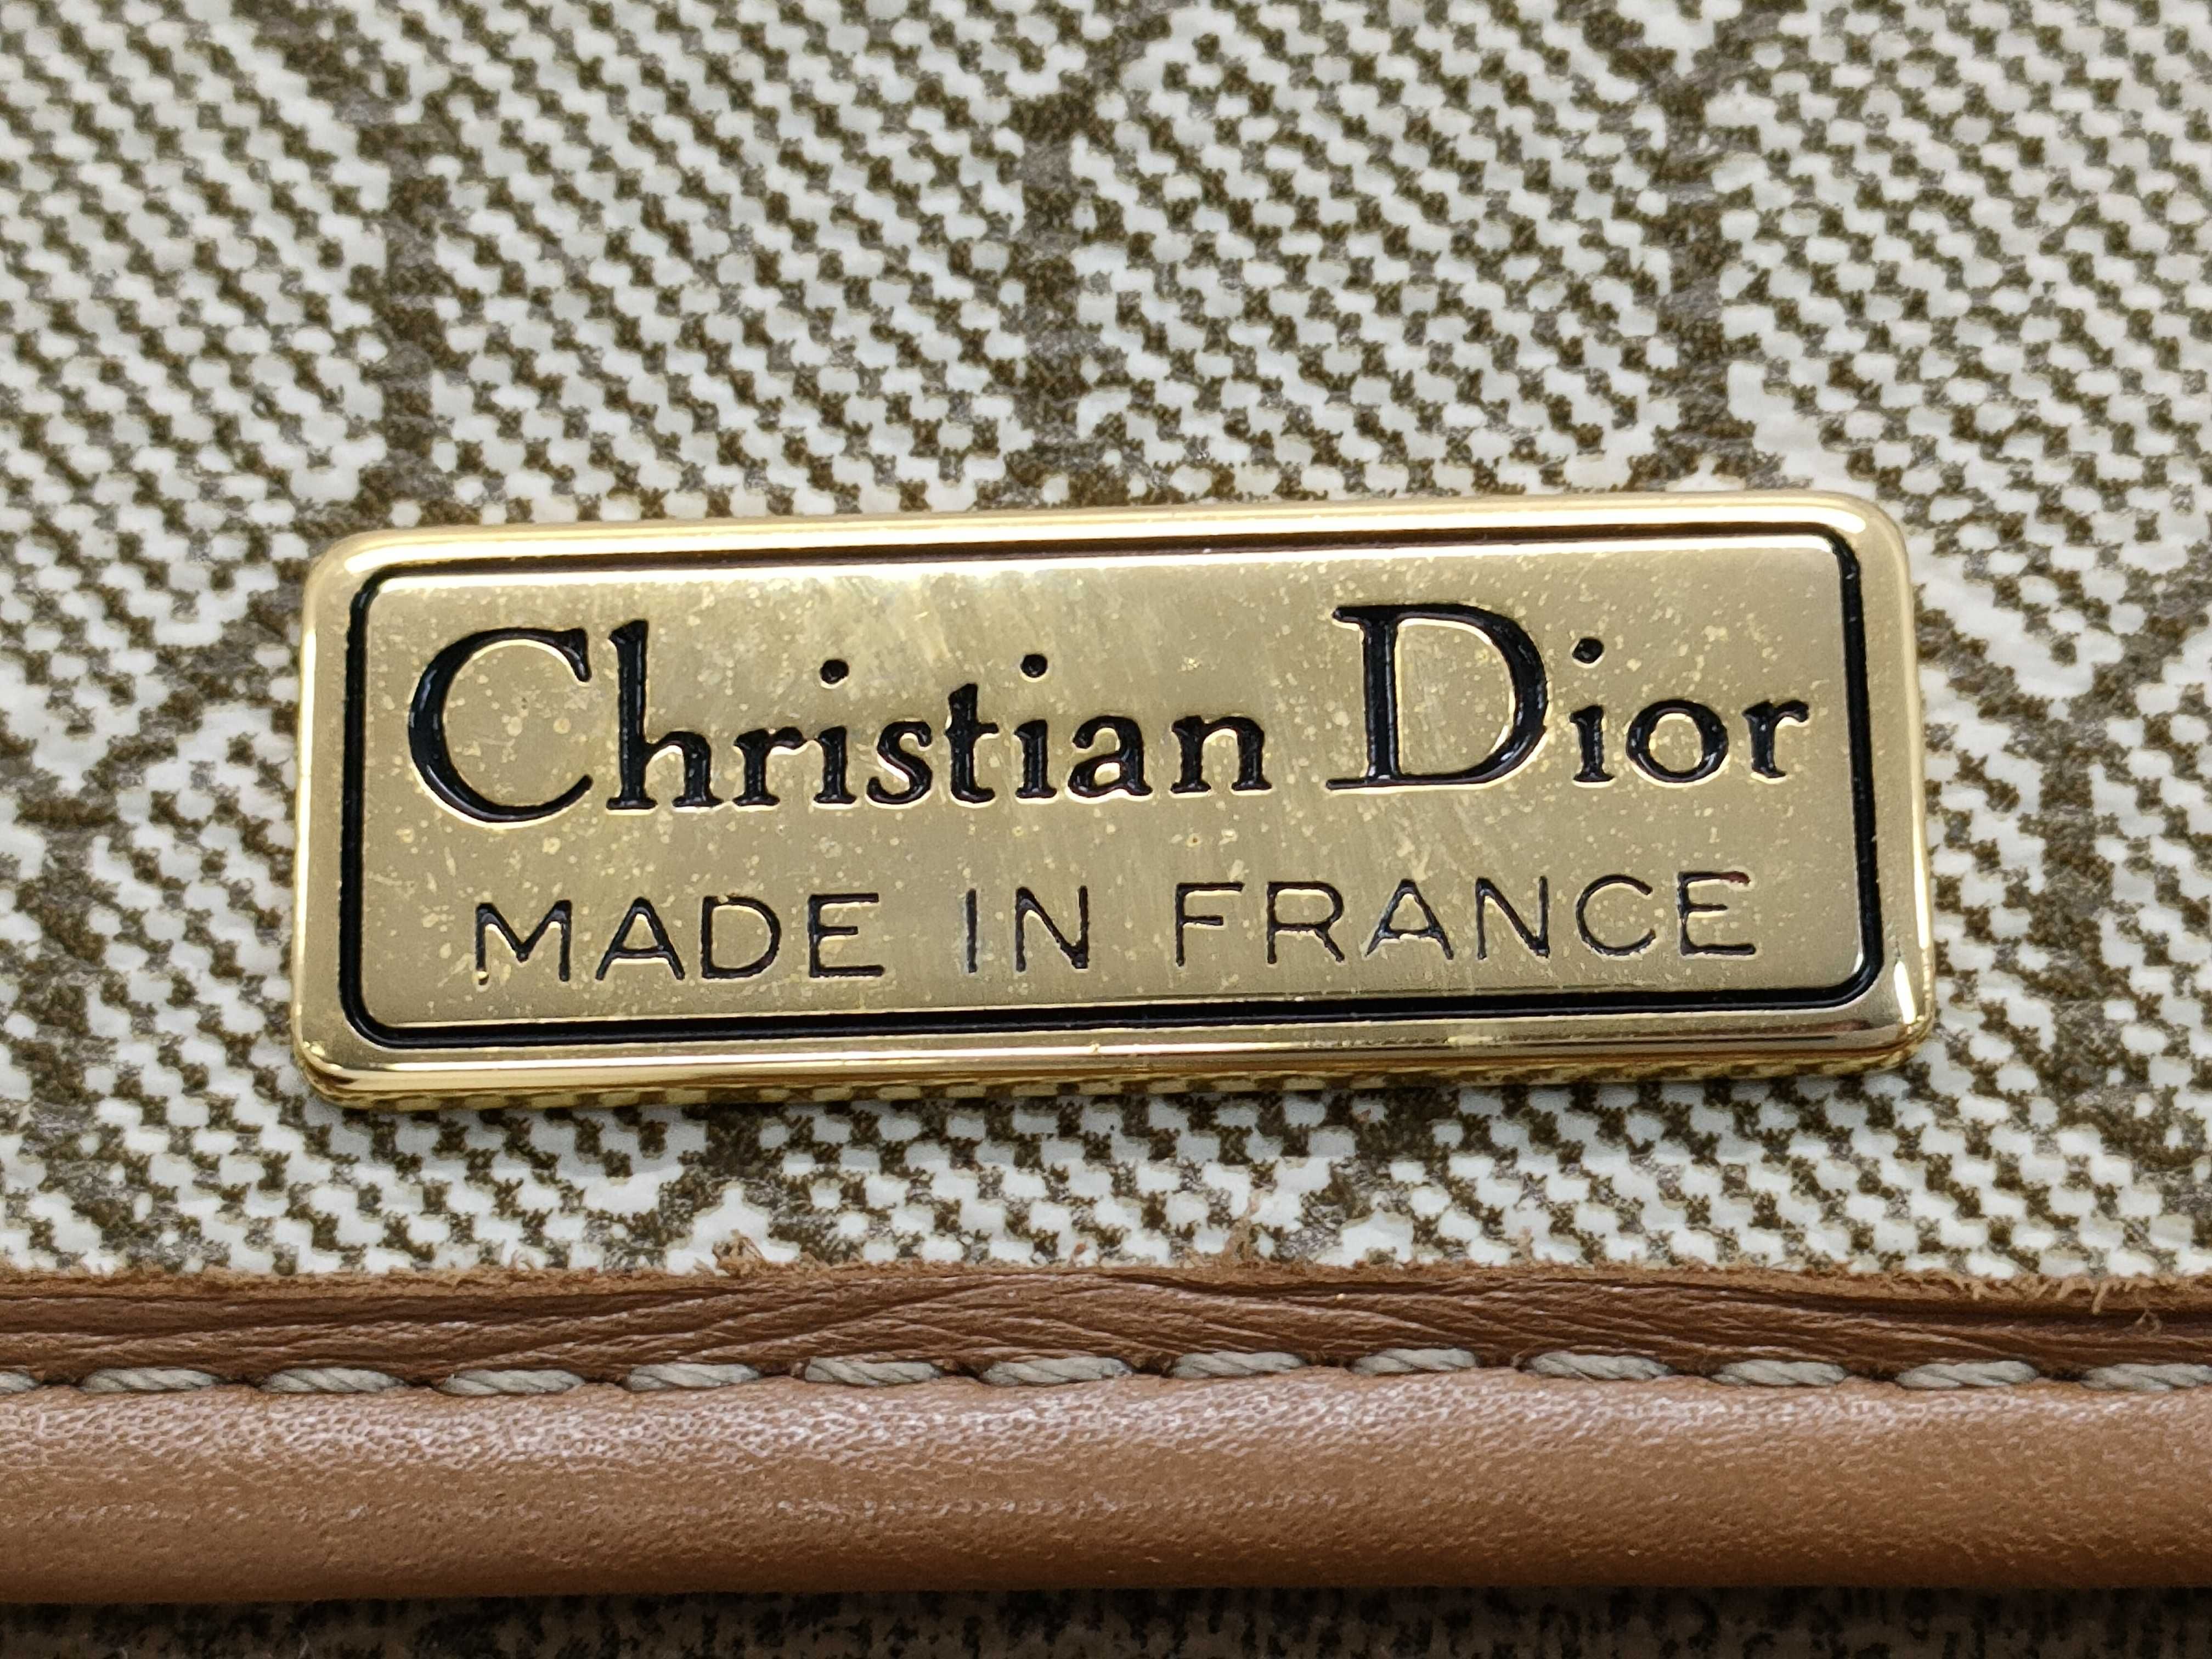 Christian Dior
MADE IN FRANCE